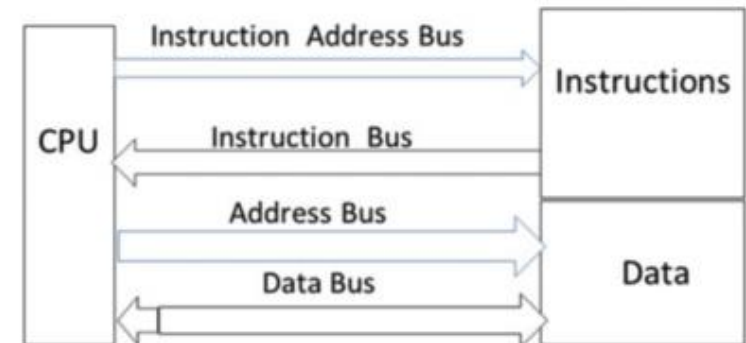 Instruction Address Bus
Instructions
CPU
Instruction Bus
Address Bus
Data
Data Bus